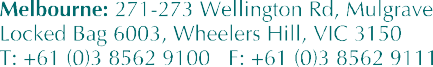 Melbourne: 271-273 Wellington Rd, Mulgrave
Locked Bag 6003, Wheelers Hill, VIC 3150
T: +61 (0)3 8562 9100   F: +61 (0)3 8562 9111